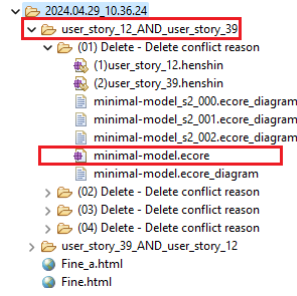 2024.04.29_10.36.24
user_story_12_AND_user_story_39
(01) Delete - Delete conflict reason
(1)user_story_12.henshin
(2)user_story_39.henshin
minimal-model_s2_000.ecore_diagram
minimal-model_s2_001.ecore_diagram
minimal-model_s2_002.ecore_diagram
minimal-model.ecore
minimal-model.ecore_diagram
(02) Delete - Delete conflict reason
(03) Delete - Delete conflict reason
(04) Delete - Delete conflict reason
user_story_39_AND_user_story_12
Fine_a.html
Fine.html